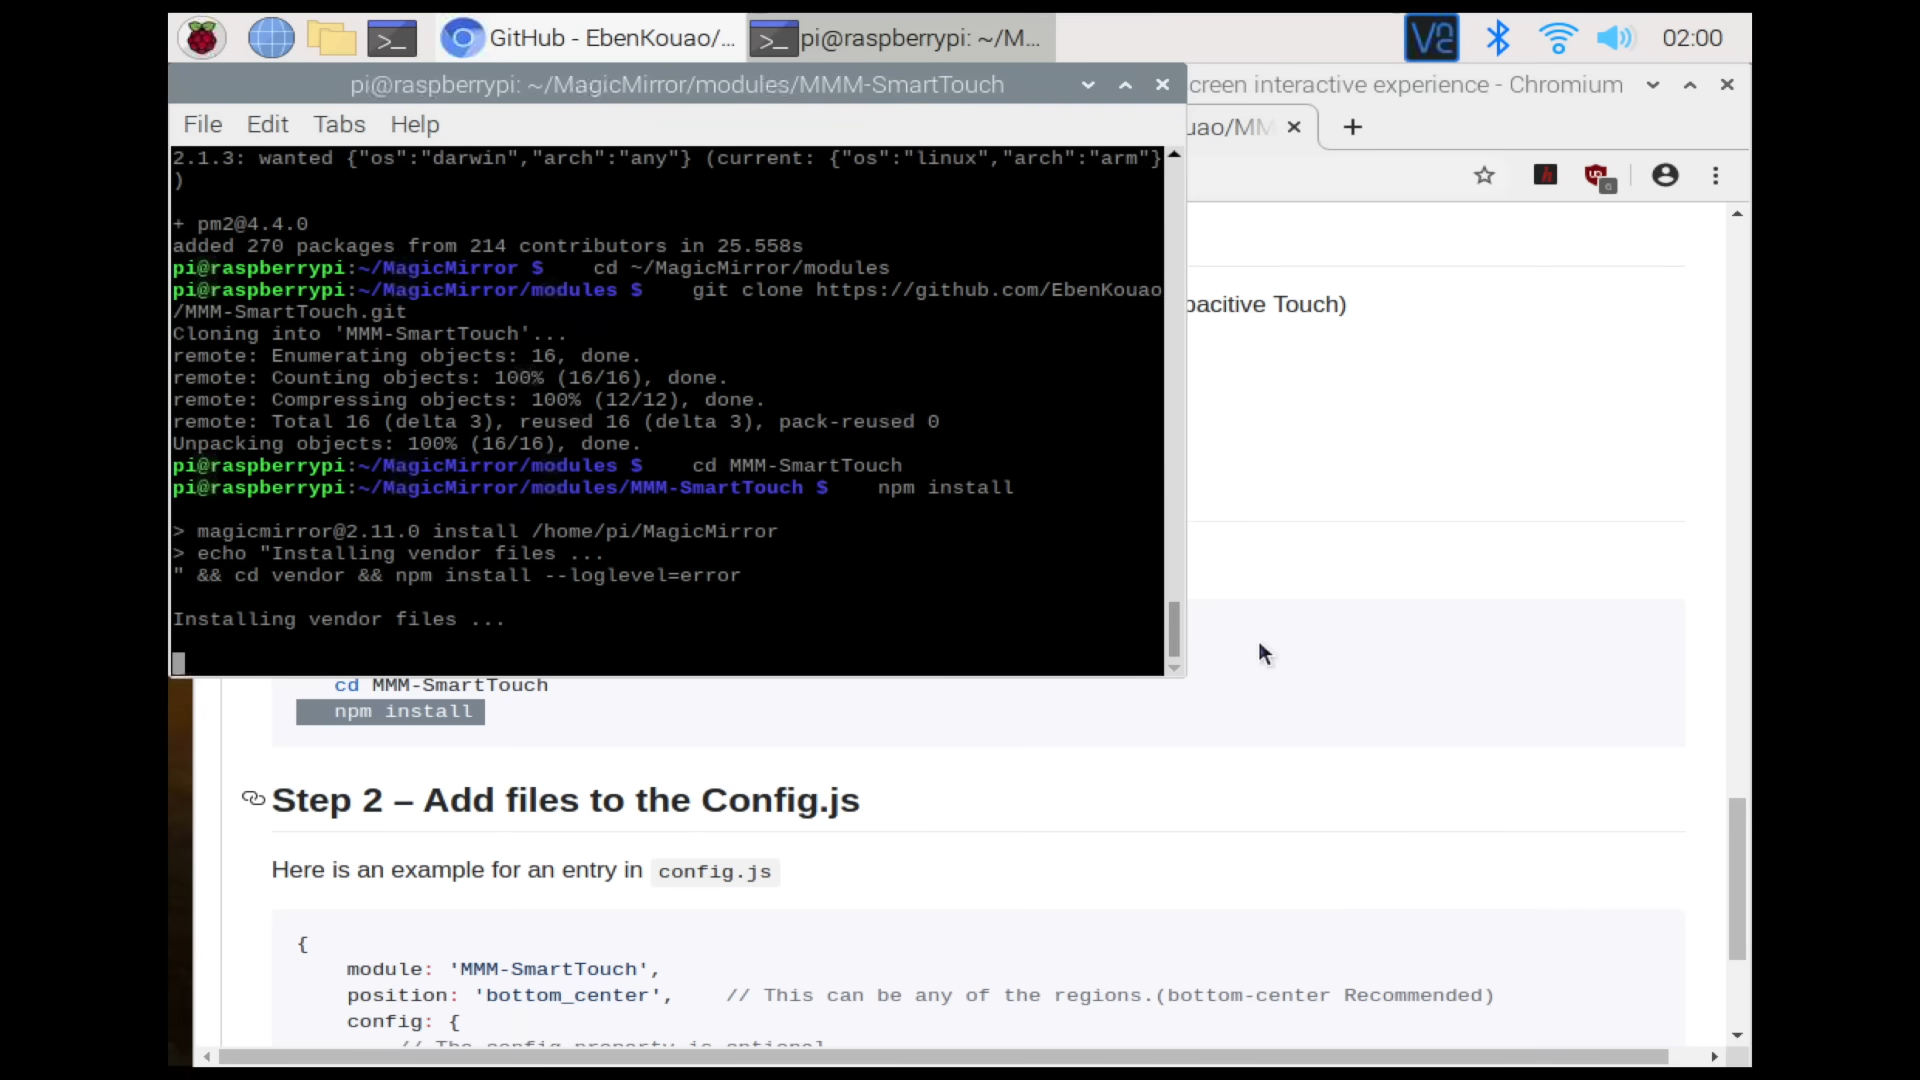 GitHub - EbenKouao/...
pi@raspberrypi: ~/M...
02:00
pi@raspberrypi: ~/MagicMirror/modules/MMM-SmartTouch
creen interactive experience - Chromium
File Edit Tabs Help
uao/MM
2.1.3: wanted {"os":"darwin","arch":"any"} (current: {"os":"linux","arch":"arm"}
)
+ pm2@4.4.0
added 270 packages from 214 contributors in 25.558s
pi@raspberrypi:~/MagicMirror $    cd ~/MagicMirror/modules
pi@raspberrypi:~/MagicMirror/modules $    git clone https://github.com/EbenKouao
/MMM-SmartTouch.git
Cloning into 'MMM-SmartTouch'...
remote: Enumerating objects: 16, done.
remote: Counting objects: 100% (16/16), done.
remote: Compressing objects: 100% (12/12), done.
remote: Total 16 (delta 3), reused 16 (delta 3), pack-reused 0
Unpacking objects: 100% (16/16), done.
pi@raspberrypi:~/MagicMirror/modules $    cd MMM-SmartTouch
pi@raspberrypi:~/MagicMirror/modules/MMM-SmartTouch $    npm install
> magicmirror@2.11.0 install /home/pi/MagicMirror
> echo "Installing vendor files ...
" && cd vendor && npm install --loglevel=error
Installing vendor files ...
pacitive Touch)
cd MMM-SmartTouch
npm install
Step 2 – Add files to the Config.js
Here is an example for an entry in config.js
{
module: 'MMM-SmartTouch',
position: 'bottom_center',    // This can be any of the regions.(bottom-center Recommended)
config: {
// The config property is optional